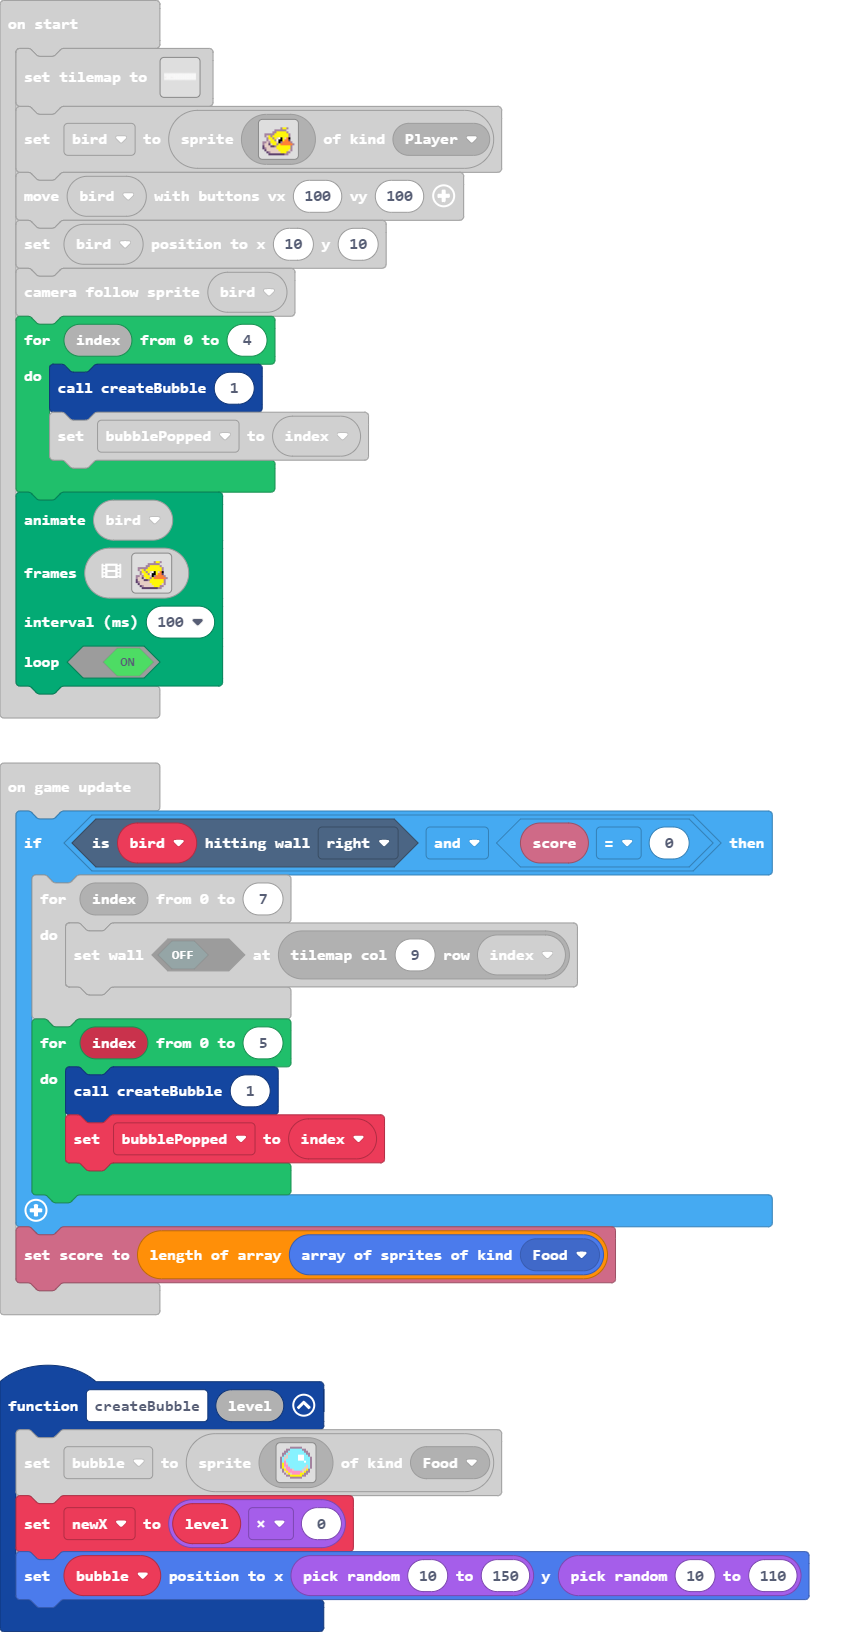 on start
set tilemap to
set bird to sprite of kind Player
move bird with buttons vx 100 vy 100
set bird position to x 10 y 10
camera follow sprite bird
for index from 0 to 4
do
call createBubble 1
set bubblePopped to index
animate bird
frames
interval (ms) 100
loop ON
on game update
if is bird hitting wall right and score = 0 then
for index from 0 to 7
do
set wall OFF at tilemap col 9 row index
for index from 0 to 5
do
call createBubble 1
set bubblePopped to index
set score to length of array array of sprites of kind Food
function createBubble level
set bubble to sprite of kind Food
set newX to level × 0
set bubble position to x pick random 10 to 150 y pick random 10 to 110